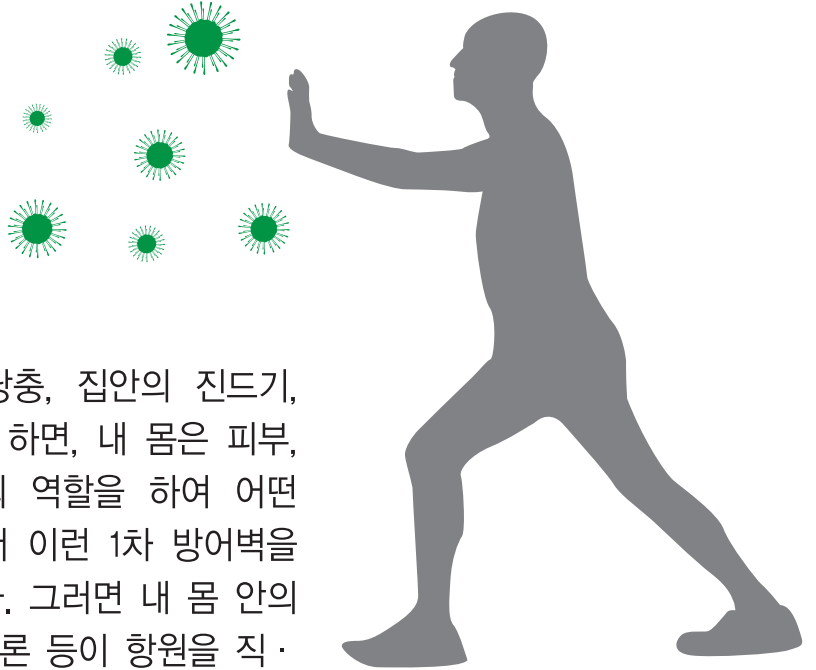 집안의 진드기,
하면, 내 몸은 피부,
역할을 하여 어떤
이런 1차 방어벽을
그러면 내 몸 안의
등이 항원을 직·